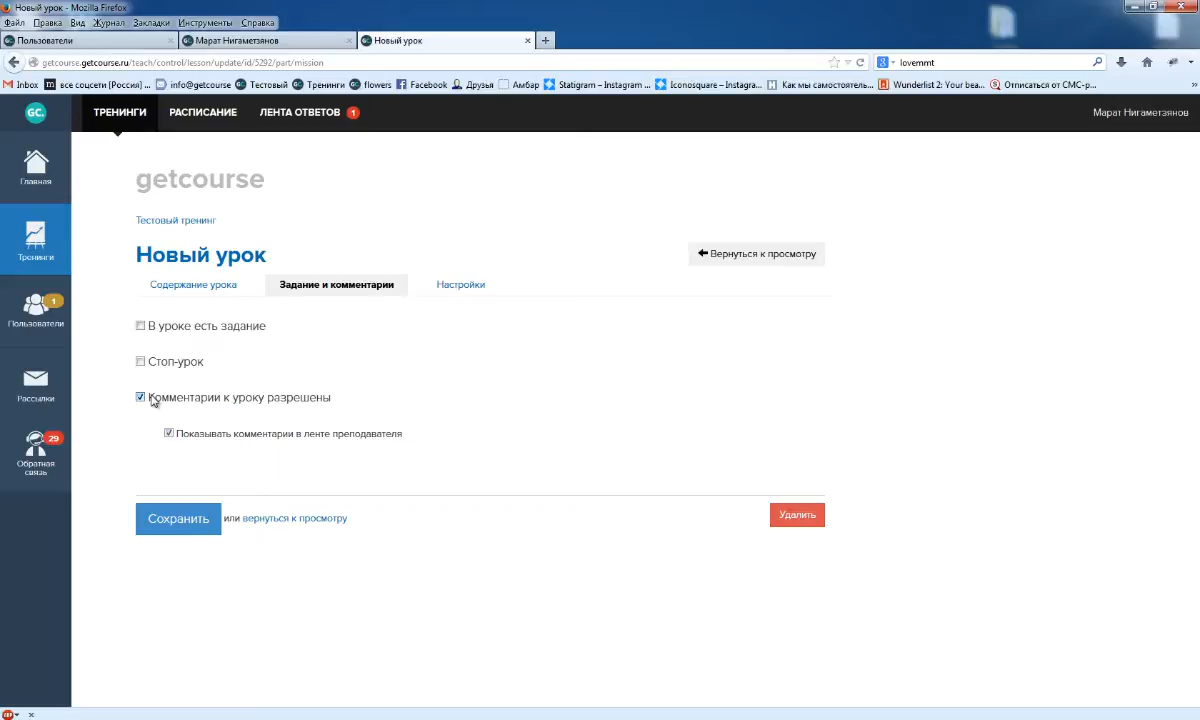 Новый урок - Mozilla Firefox
Файл Правка Вид Журнал Закладки Инструменты Справка
Пользователи
Марат Нигаметзянов
Новый урок
getcourse.getcourse.ru/teach/control/lesson/update/id/5292/part/mission
lovemmt
Inbox
все соцсети [Россия] ...
info@getcourse
Тестовый
Тренинги
flowers
Facebook
Друзья
Амбар
Statigram – Instagram ...
Iconosquare – Instagra...
Как мы самостоятель...
Wunderlist 2: Your bea...
Отписаться от СМС-р...
GC.
ТРЕНИНГИ
РАСПИСАНИЕ
ЛЕНТА ОТВЕТОВ 1
Марат Нигаметзянов
Главная
Тренинги
1
Пользователи
Рассылки
29
Обратная
связь
getcourse
Тестовый тренинг
Новый урок
Вернуться к просмотру
Содержание урока
Задание и комментарии
Настройки
В уроке есть задание
Стоп-урок
Комментарии к уроку разрешены
Показывать комментарии в ленте преподавателя
Сохранить или вернуться к просмотру
Удалить